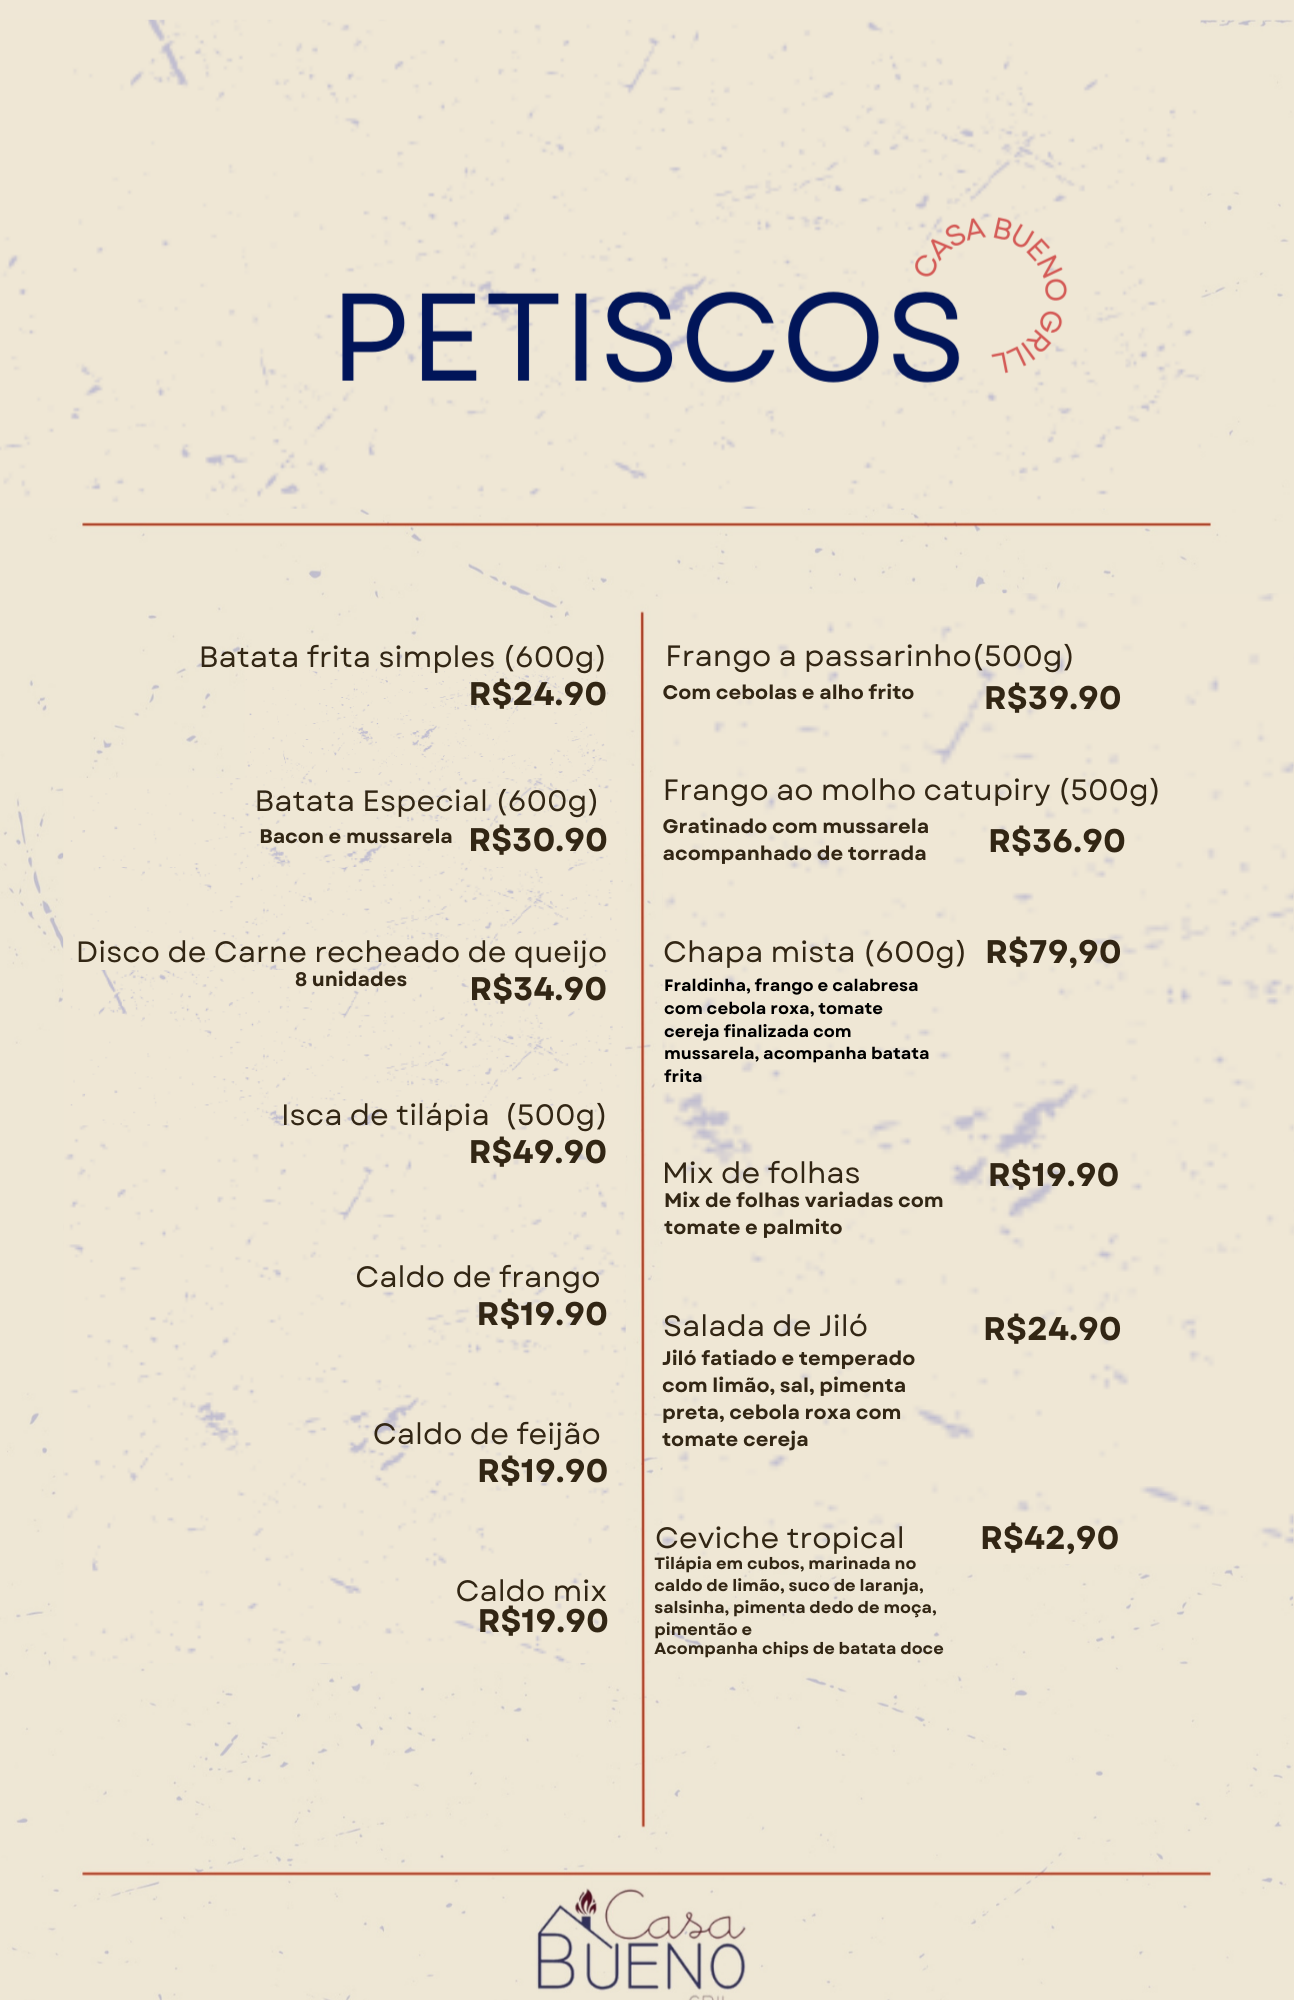 CASA BUENO GRILL
PETISCOS
Batata frita simples (600g)
R$24.90
Batata Especial (600g)
Bacon e mussarela R$30.90
Disco de Carne recheado de queijo
8 unidades R$34.90
Isca de tilápia (500g)
R$49.90
Caldo de frango
R$19.90
Caldo de feijão
R$19.90
Caldo mix
R$19.90
Frango a passarinho(500g)
Com cebolas e alho frito R$39.90
Frango ao molho catupiry (500g)
Gratinado com mussarela
acompanhado de torrada R$36.90
Chapa mista (600g) R$79,90
Fraldinha, frango e calabresa
com cebola roxa, tomate
cereja finalizada com
mussarela, acompanha batata
frita
Mix de folhas R$19.90
Mix de folhas variadas com
tomate e palmito
Salada de Jiló R$24.90
Jiló fatiado e temperado
com limão, sal, pimenta
preta, cebola roxa com
tomate cereja
Ceviche tropical R$42,90
Tilápia em cubos, marinada no
caldo de limão, suco de laranja,
salsinha, pimenta dedo de moça,
pimentão e
Acompanha chips de batata doce
Casa
BUENO